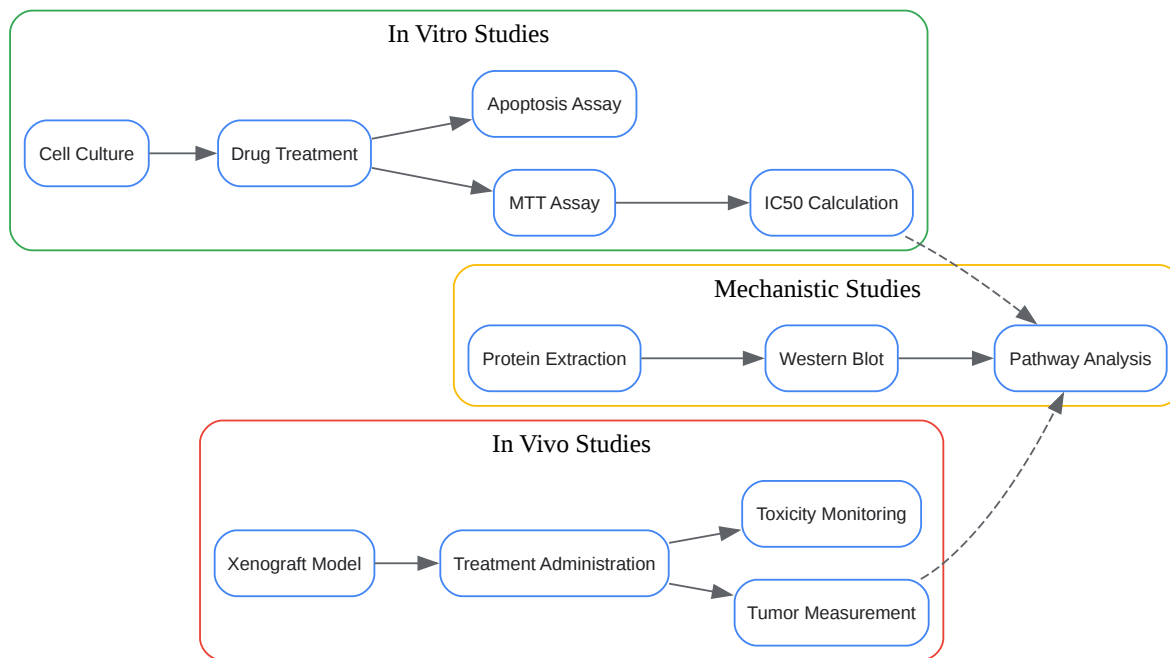 In Vitro Studies
Apoptosis Assay
Cell Culture
Drug Treatment
MTT Assay
IC50 Calculation
Mechanistic Studies
Protein Extraction
Western Blot
Pathway Analysis
In Vivo Studies
Toxicity Monitoring
Xenograft Model
Treatment Administration
Tumor Measurement